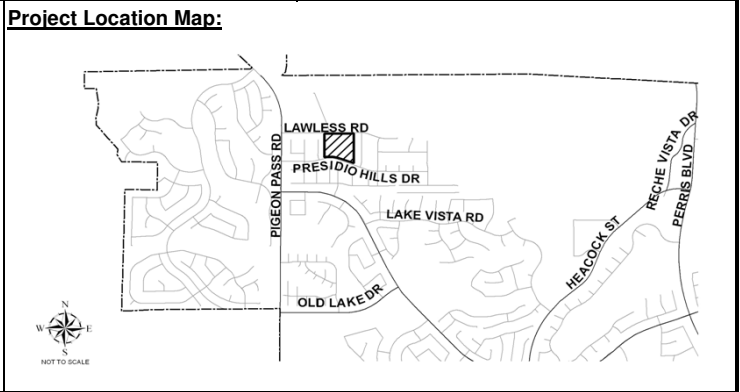 Project Location Map:
LAWLESS RD
PRESIDIO HILLS DR
PIGEON PASS RD
LAKE VISTA RD
OLD LAKE DR
HEACOCK ST
RECHE VISTA DR
PERRIS BLVD
N
W E
S
NOT TO SCALE